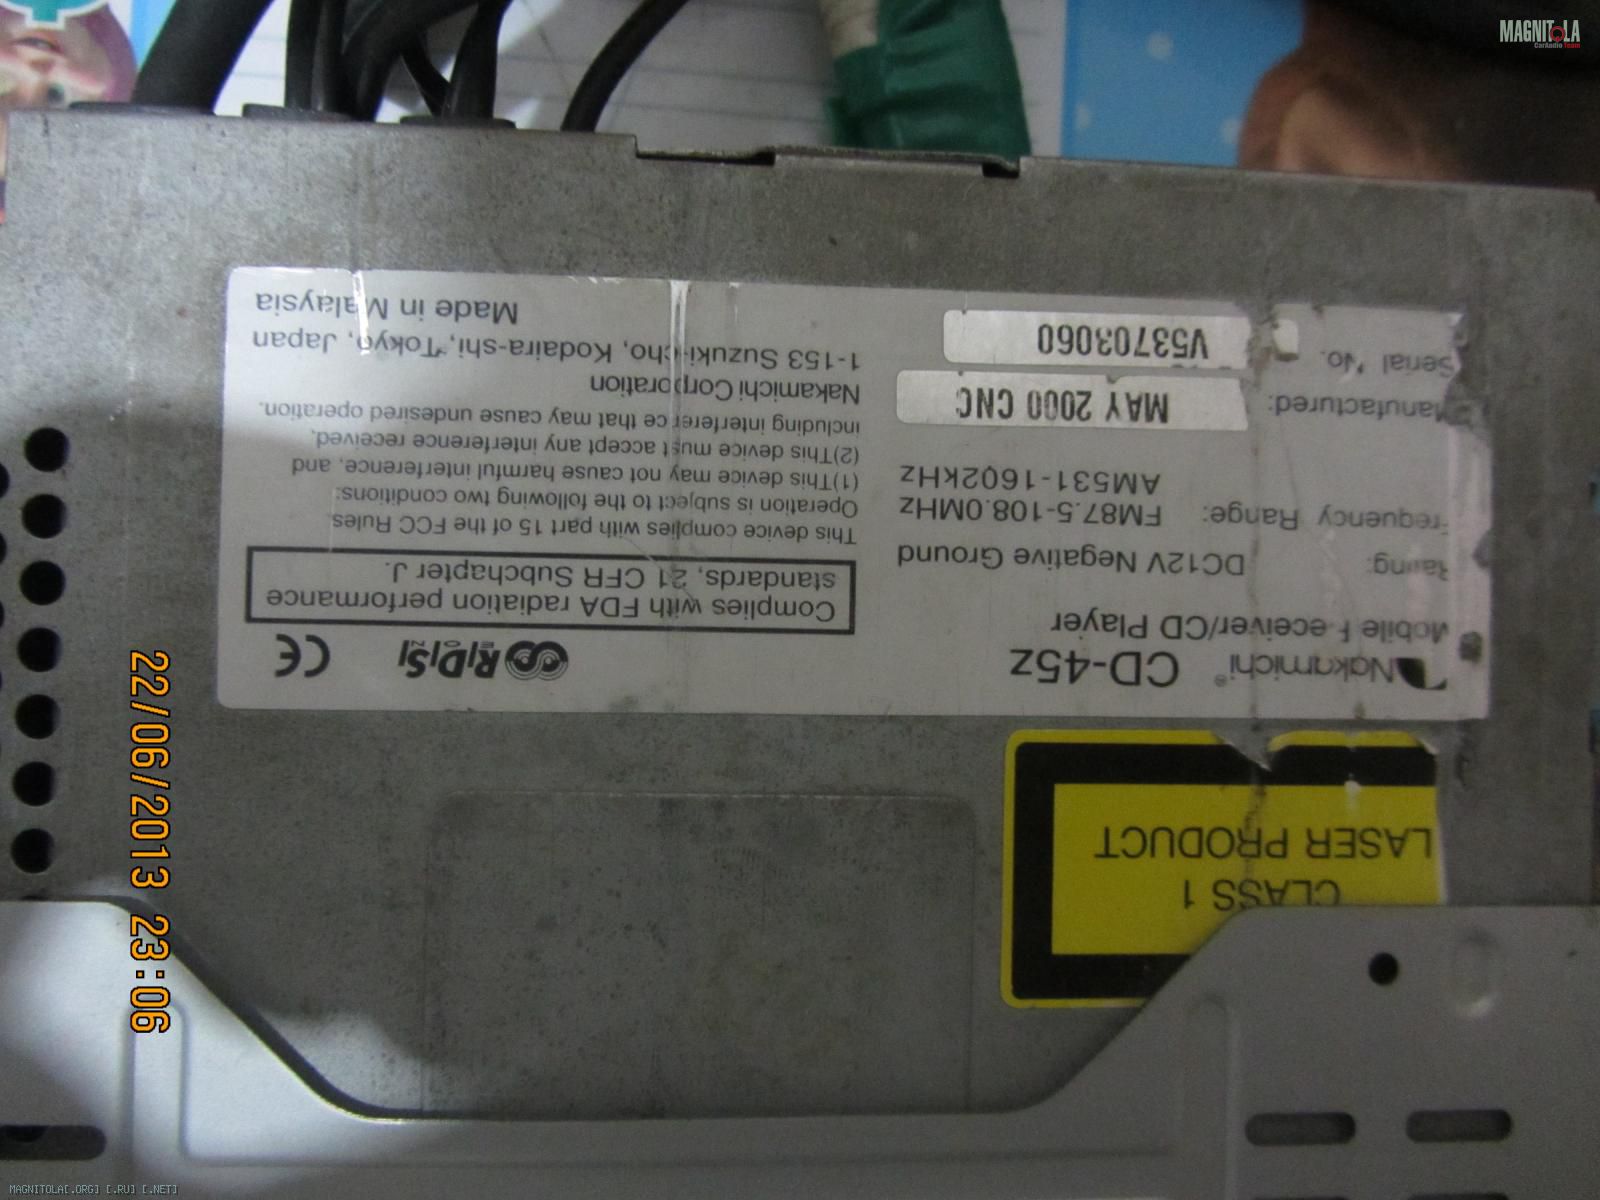 Nakamichi® CD-45z
Mobile Receiver/CD Player
Rating: DC12V Negative Ground
Frequency Range: FM87.5-108.0MHz
AM531-1602kHz
Manufactured: MAY 2000 CNC
Serial No. V53703060
R·D·S
EON
CE
Complies with FDA radiation performance
standards, 21 CFR Subchapter J.
This device complies with part 15 of the FCC Rules
Operation is subject to the following two conditions:
(1)This device may not cause harmful interference, and
(2)This device must accept any interference received,
including interference that may cause undesired operation.
Nakamichi Corporation
1-153 Suzuki-cho, Kodaira-shi, Tokyo, Japan
Made in Malaysia
CLASS 1
LASER PRODUCT
22/06/2013 23:06
MAGNITOLA
CarAudio Team
MAGNITOLA[.ORG] [.RU] [.NET]